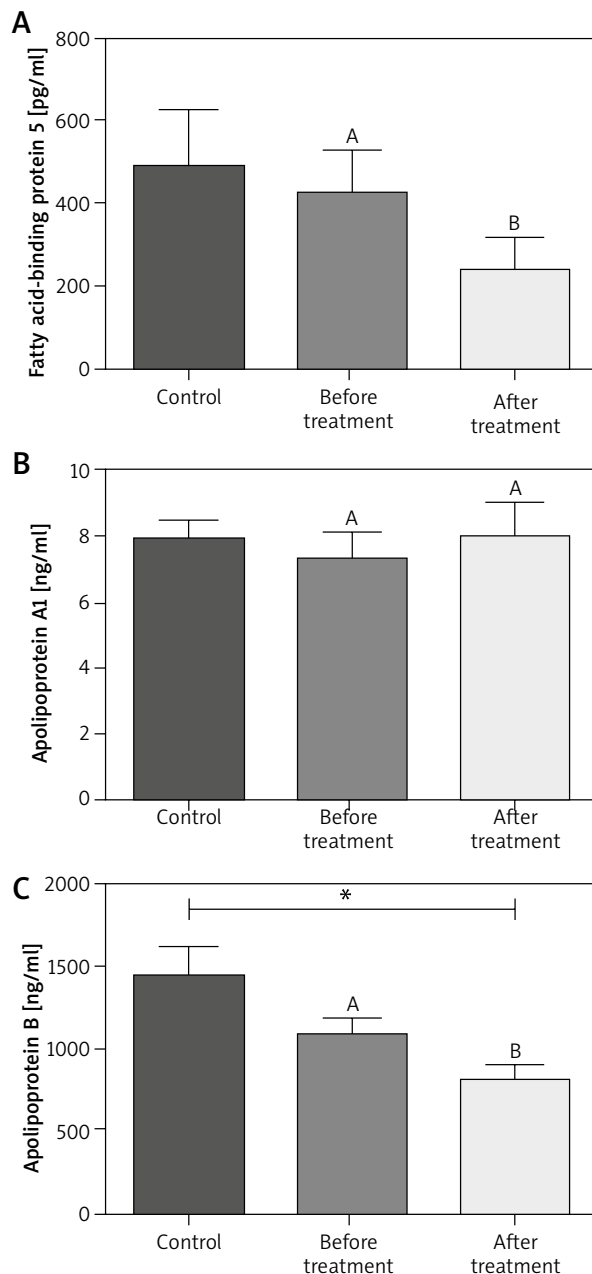 A
Fatty acid-binding protein 5 [pg/ml]
800
600
400
200
0
A
B
Control
Before
treatment
After
treatment
B
Apolipoprotein A1 [ng/ml]
10
8
6
4
2
0
A
A
Control
Before
treatment
After
treatment
C
Apolipoprotein B [ng/ml]
2000
1500
1000
500
0
*
A
B
Control
Before
treatment
After
treatment